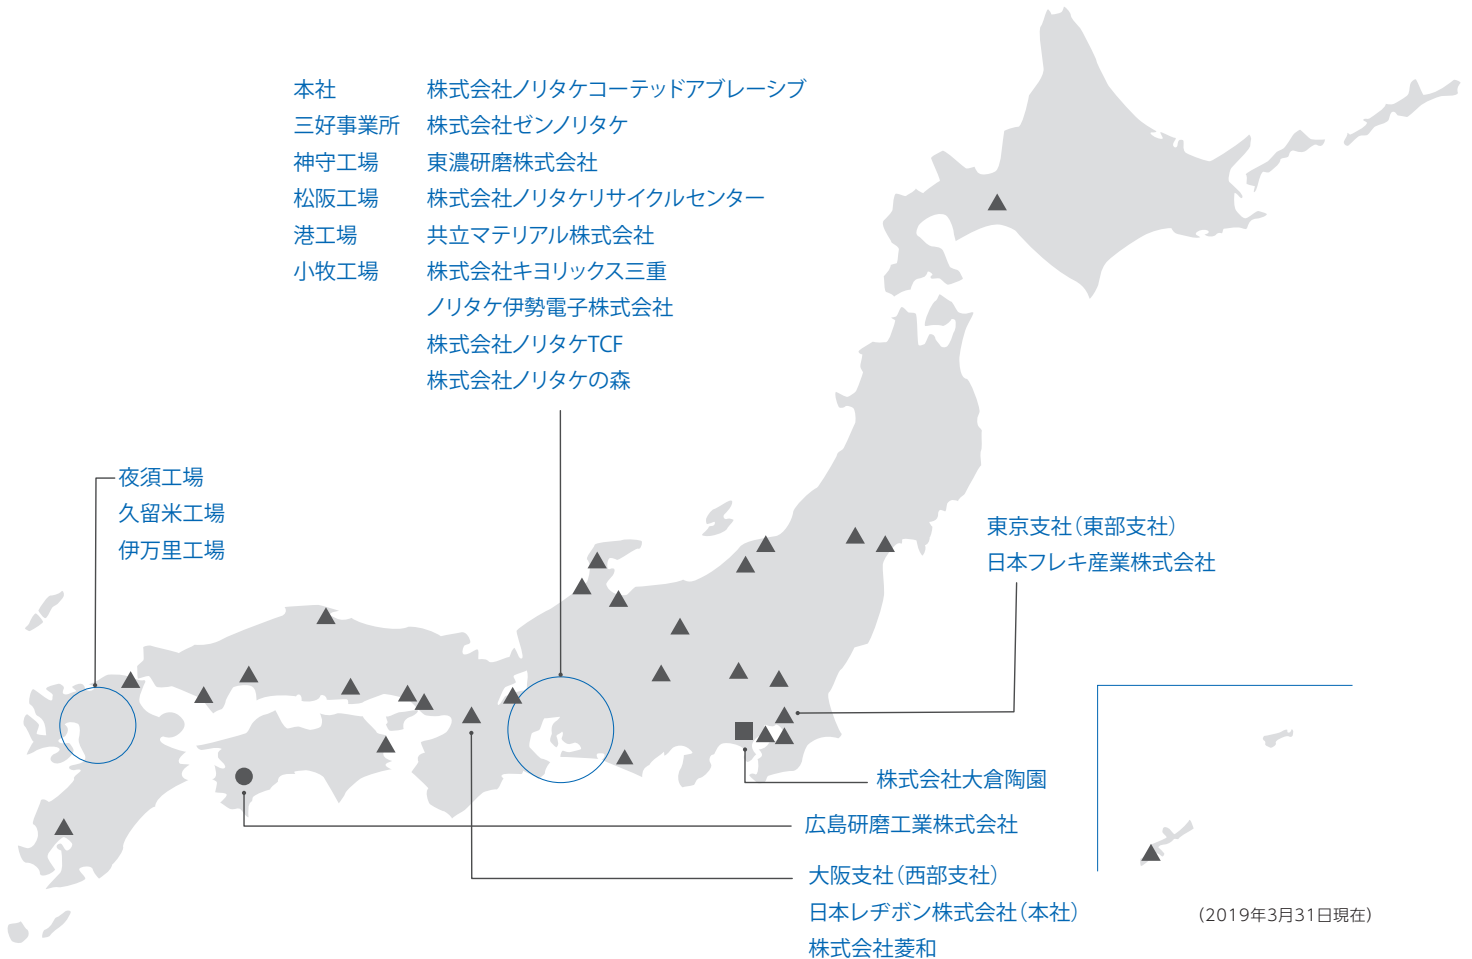 本社
三好事業所
神守工場
松阪工場
港工場
小牧工場
株式会社ノリタケコーテッドアブレーシブ
株式会社ゼンノリタケ
東濃研磨株式会社
株式会社ノリタケリサイクルセンター
共立マテリアル株式会社
株式会社キヨリックス三重
ノリタケ伊勢電子株式会社
株式会社ノリタケTCF
株式会社ノリタケの森
夜須工場
久留米工場
伊万里工場
東京支社（東部支社）
日本フレキ産業株式会社
株式会社大倉陶園
広島研磨工業株式会社
大阪支社（西部支社）
日本レヂボン株式会社（本社）
株式会社菱和
（2019年3月31日現在）